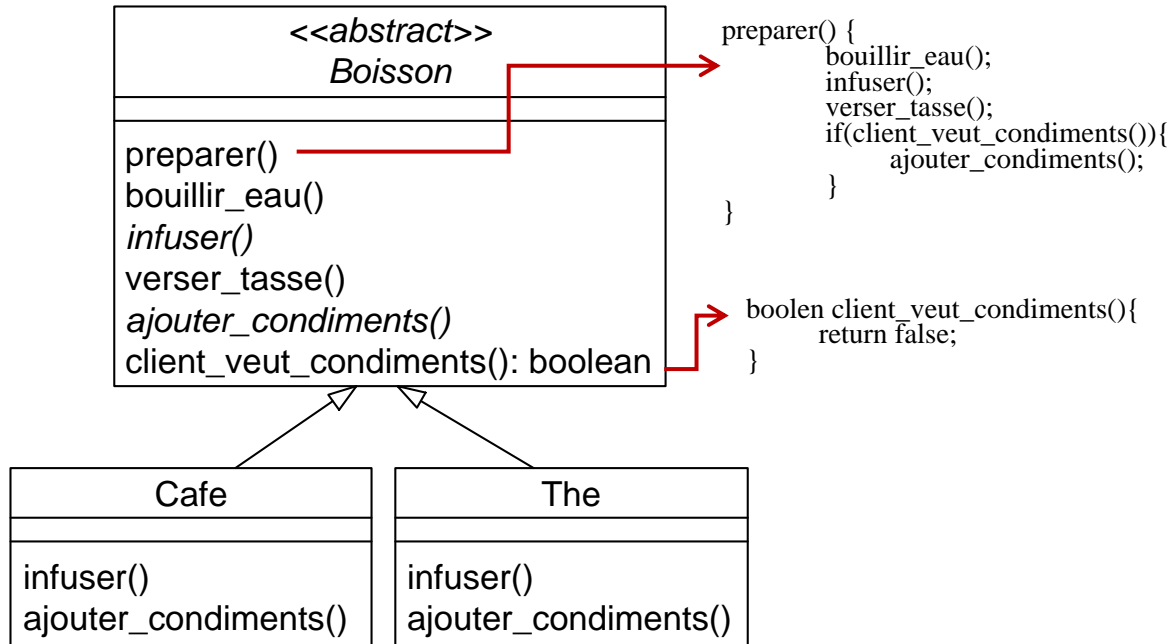 <<abstract>>
Boisson
preparer()
bouillir_eau()
infuser()
verser_tasse()
ajouter_condiments()
client_veut_condiments(): boolean
preparer() {
bouillir_eau();
infuser();
verser_tasse();
if(client_veut_condiments()){
ajouter_condiments();
}
}
boolen client_veut_condiments(){
return false;
}
Cafe
infuser()
ajouter_condiments()
The
infuser()
ajouter_condiments()